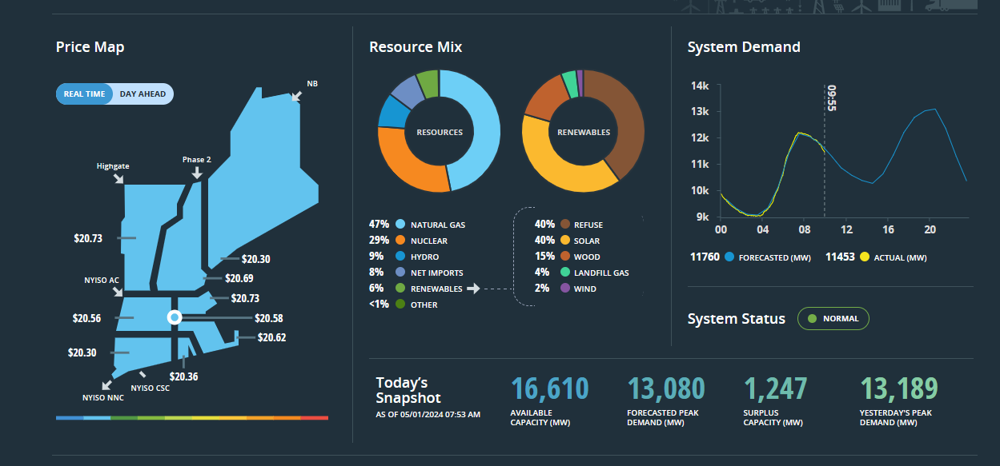 Price Map
REAL TIME
DAY AHEAD
NB
Highgate
Phase 2
$20.73
$20.30
NYISO AC
$20.69
$20.73
$20.56
$20.58
$20.62
$20.30
$20.36
NYISO CSC
NYISO NNC
Resource Mix
RESOURCES
RENEWABLES
47% NATURAL GAS
29% NUCLEAR
9% HYDRO
8% NET IMPORTS
6% RENEWABLES
<1% OTHER
40% REFUSE
40% SOLAR
15% WOOD
4% LANDFILL GAS
2% WIND
System Demand
14k
13k
12k
11k
10k
9k
09:55
00 04 08 12 16 20
11760 FORECASTED (MW) 11453 ACTUAL (MW)
System Status NORMAL
Today's
Snapshot
AS OF 05/01/2024 07:53 AM
16,610
AVAILABLE
CAPACITY (MW)
13,080
FORECASTED PEAK
DEMAND (MW)
1,247
SURPLUS
CAPACITY (MW)
13,189
YESTERDAY'S PEAK
DEMAND (MW)